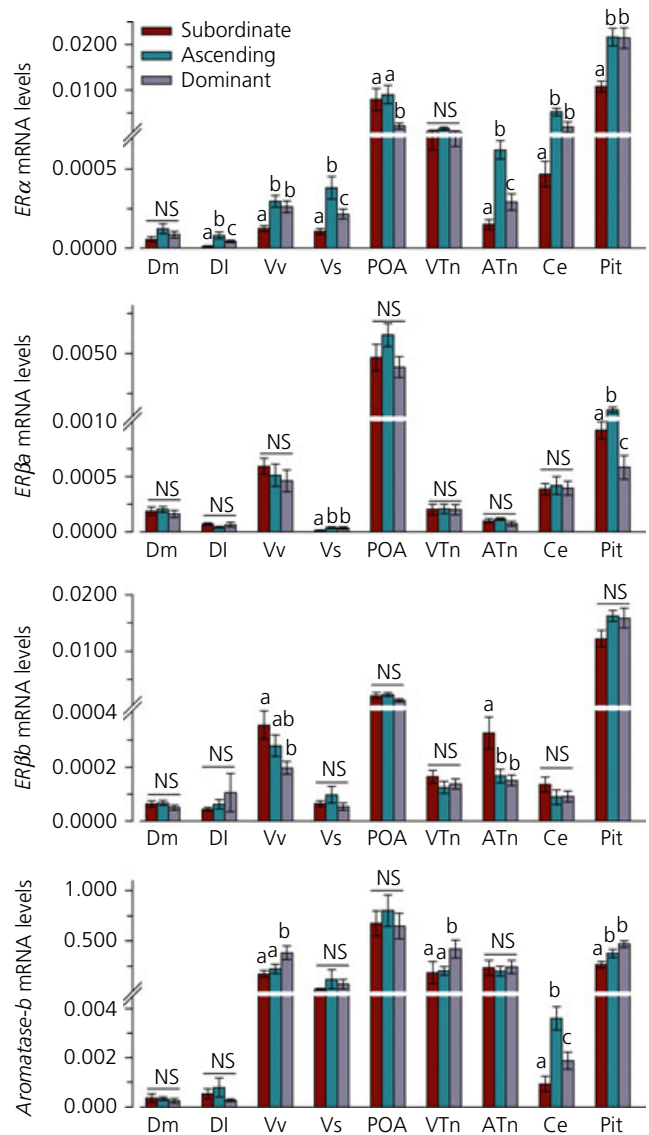 Subordinate
Ascending
Dominant
ERα mRNA levels
0.0200
0.0100
0.0005
0.0000
NS
a b c
a b b
a b c
a a b
NS
a b c
a b b
a b b
Dm Dl Vv Vs POA VTn ATn Ce Pit
ERβa mRNA levels
0.0050
0.0010
0.0005
0.0000
NS
NS
NS
a b b
NS
NS
NS
NS
a b c
Dm Dl Vv Vs POA VTn ATn Ce Pit
ERβb mRNA levels
0.0200
0.0100
0.0004
0.0002
0.0000
NS
NS
a ab b
NS
NS
NS
a b b
NS
NS
Dm Dl Vv Vs POA VTn ATn Ce Pit
Aromatase-b mRNA levels
1.000
0.500
0.004
0.002
0.000
NS
NS
a a b
NS
NS
a a b
NS
a b c
a b b
Dm Dl Vv Vs POA VTn ATn Ce Pit